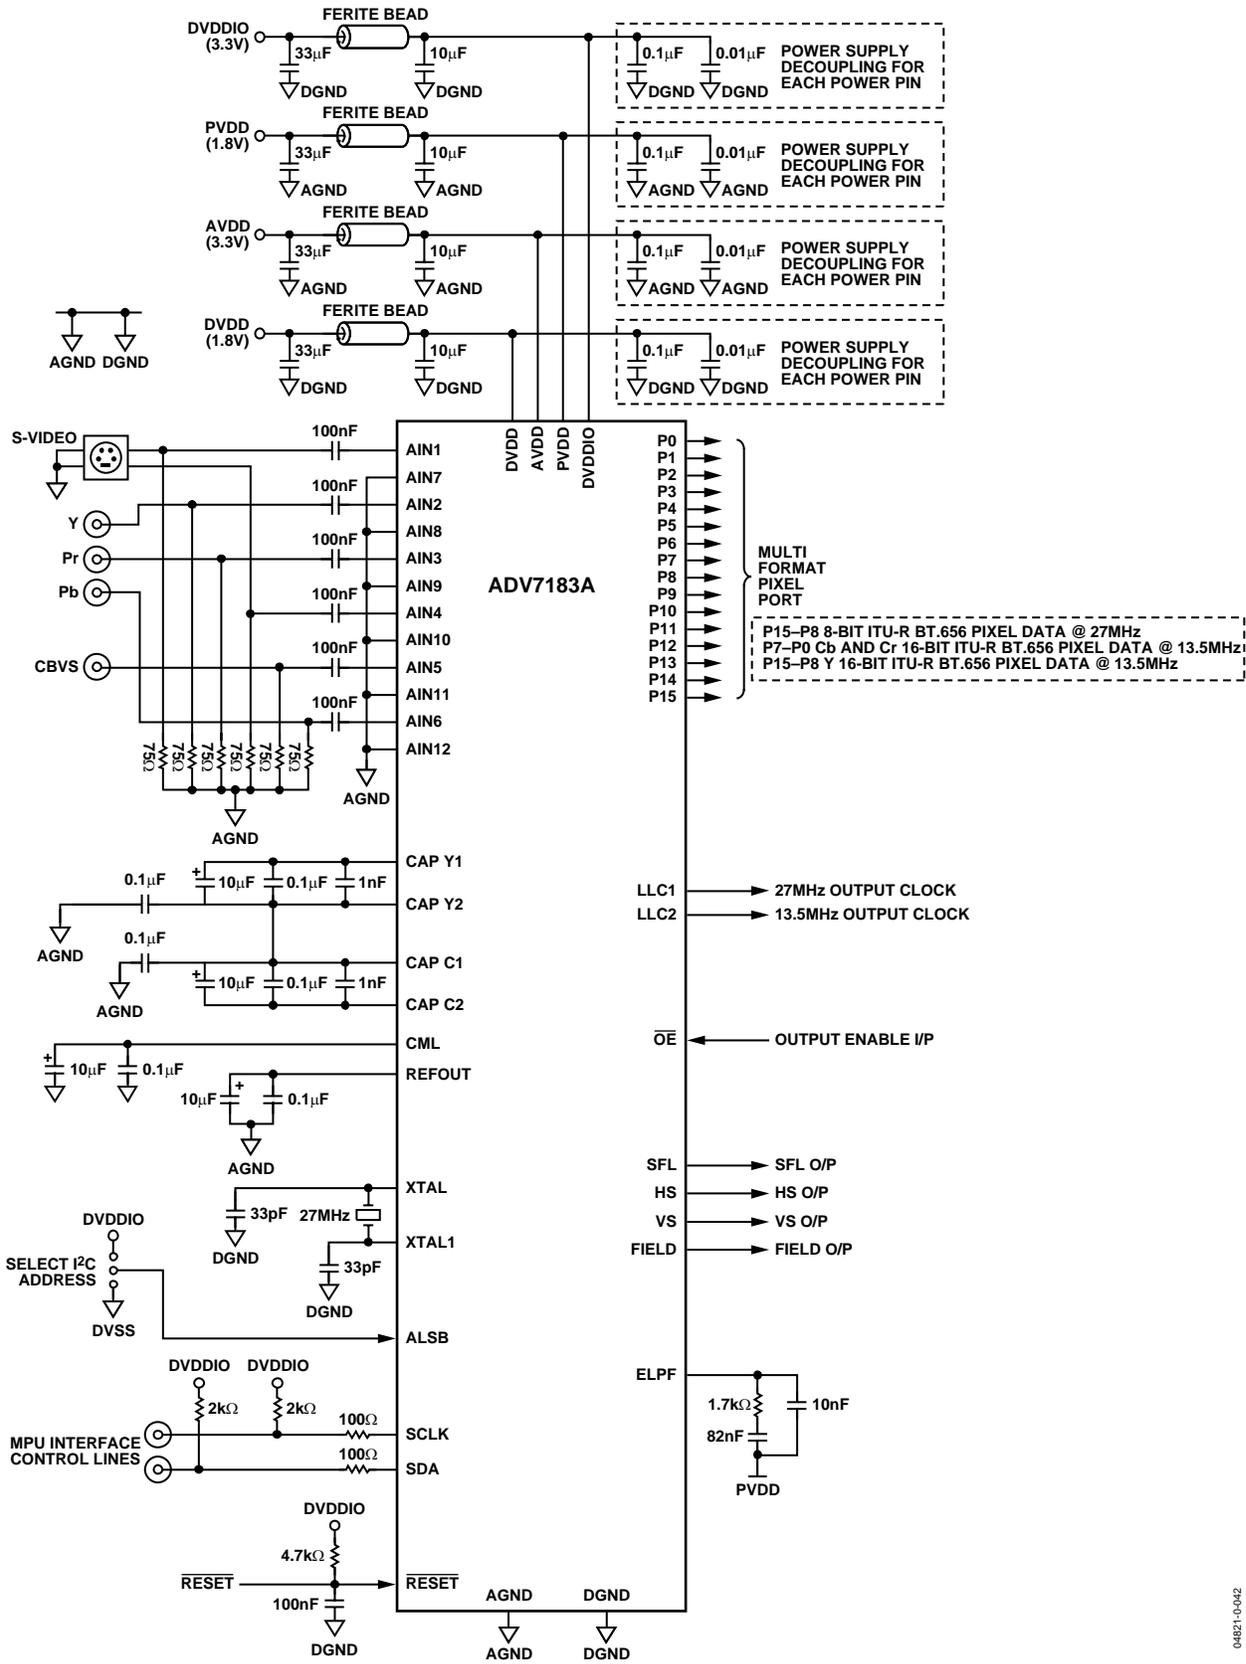 FERITE BEAD
DVDDIO
(3.3V)
33µF
10µF
0.1µF
0.01µF
DGND
DGND
DGND
DGND
POWER SUPPLY
DECOUPLING FOR
EACH POWER PIN
FERITE BEAD
PVDD
(1.8V)
33µF
10µF
0.1µF
0.01µF
AGND
AGND
AGND
AGND
POWER SUPPLY
DECOUPLING FOR
EACH POWER PIN
FERITE BEAD
AVDD
(3.3V)
33µF
10µF
0.1µF
0.01µF
AGND
AGND
AGND
AGND
POWER SUPPLY
DECOUPLING FOR
EACH POWER PIN
FERITE BEAD
DVDD
(1.8V)
33µF
10µF
0.1µF
0.01µF
DGND
DGND
DGND
DGND
POWER SUPPLY
DECOUPLING FOR
EACH POWER PIN
AGND DGND
S-VIDEO
Y
Pr
Pb
CBVS
100nF
100nF
100nF
100nF
100nF
100nF
75Ω
75Ω
75Ω
75Ω
75Ω
75Ω
AGND
AGND
AIN1
AIN7
AIN2
AIN8
AIN3
AIN9
AIN4
AIN10
AIN5
AIN11
AIN6
AIN12
DVDD
AVDD
PVDD
DVDDIO
ADV7183A
P0
P1
P2
P3
P4
P5
P6
P7
P8
P9
P10
P11
P12
P13
P14
P15
MULTI
FORMAT
PIXEL
PORT
P15–P8 8-BIT ITU-R BT.656 PIXEL DATA @ 27MHz
P7–P0 Cb AND Cr 16-BIT ITU-R BT.656 PIXEL DATA @ 13.5MHz
P15–P8 Y 16-BIT ITU-R BT.656 PIXEL DATA @ 13.5MHz
CAP Y1
0.1µF
+
10µF
0.1µF
1nF
CAP Y2
AGND
0.1µF
CAP C1
AGND
+
10µF
0.1µF
1nF
CAP C2
LLC1
27MHz OUTPUT CLOCK
LLC2
13.5MHz OUTPUT CLOCK
CML
+
10µF
0.1µF
OE
OUTPUT ENABLE I/P
REFOUT
10µF
+
0.1µF
AGND
XTAL
33pF
27MHz
DGND
XTAL1
33pF
DGND
SFL
SFL O/P
HS
HS O/P
VS
VS O/P
FIELD
FIELD O/P
DVDDIO
SELECT I²C
ADDRESS
DVSS
ALSB
DVDDIO
DVDDIO
2kΩ
2kΩ
MPU INTERFACE
CONTROL LINES
100Ω
SCLK
100Ω
SDA
ELPF
1.7kΩ
10nF
82nF
PVDD
DVDDIO
4.7kΩ
RESET
RESET
100nF
DGND
AGND
DGND
AGND
DGND
04821-0-042